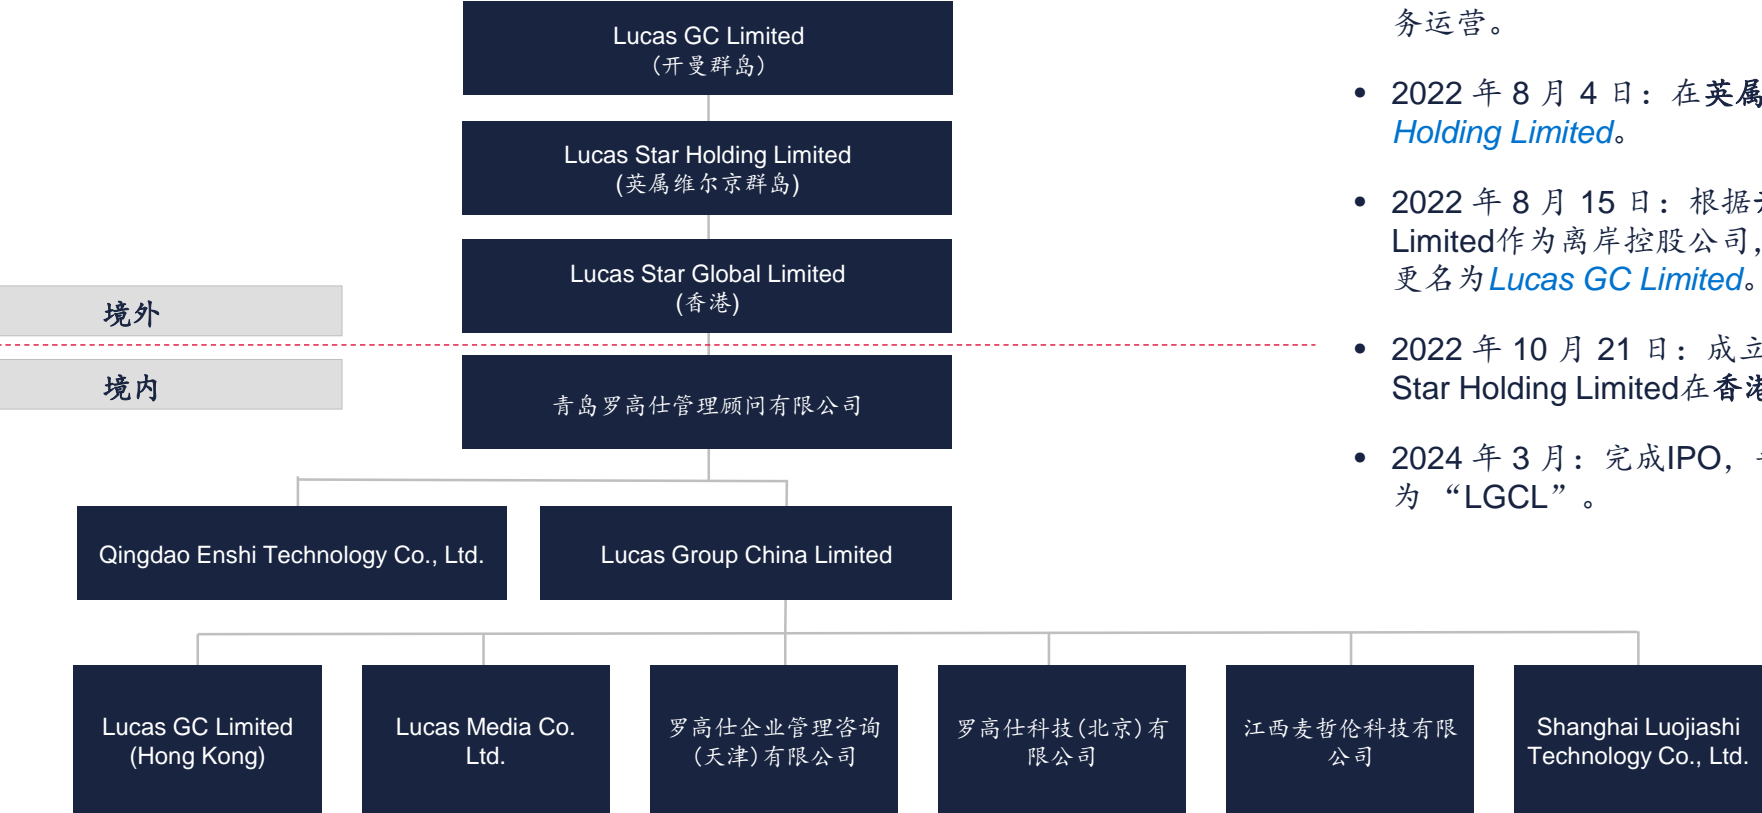 Lucas GC Limited
(开曼群岛)
Lucas Star Holding Limited
(英属维尔京群岛)
Lucas Star Global Limited
(香港)
境外
境内
青岛罗高仕管理顾问有限公司
Qingdao Enshi Technology Co., Ltd.
Lucas Group China Limited
Lucas GC Limited
(Hong Kong)
Lucas Media Co.
Ltd.
罗高仕企业管理咨询
(天津)有限公司
罗高仕科技(北京)有
限公司
江西麦哲伦科技有限
公司
Shanghai Luojiashi
Technology Co., Ltd.
务运营。
• 2022 年 8 月 4 日：在英属
Holding Limited。
• 2022 年 8 月 15 日：根据
Limited作为离岸控股公司，
更名为Lucas GC Limited。
• 2022 年 10 月 21 日：成立
Star Holding Limited在香港
• 2024 年 3 月：完成IPO，
为 “LGCL”。